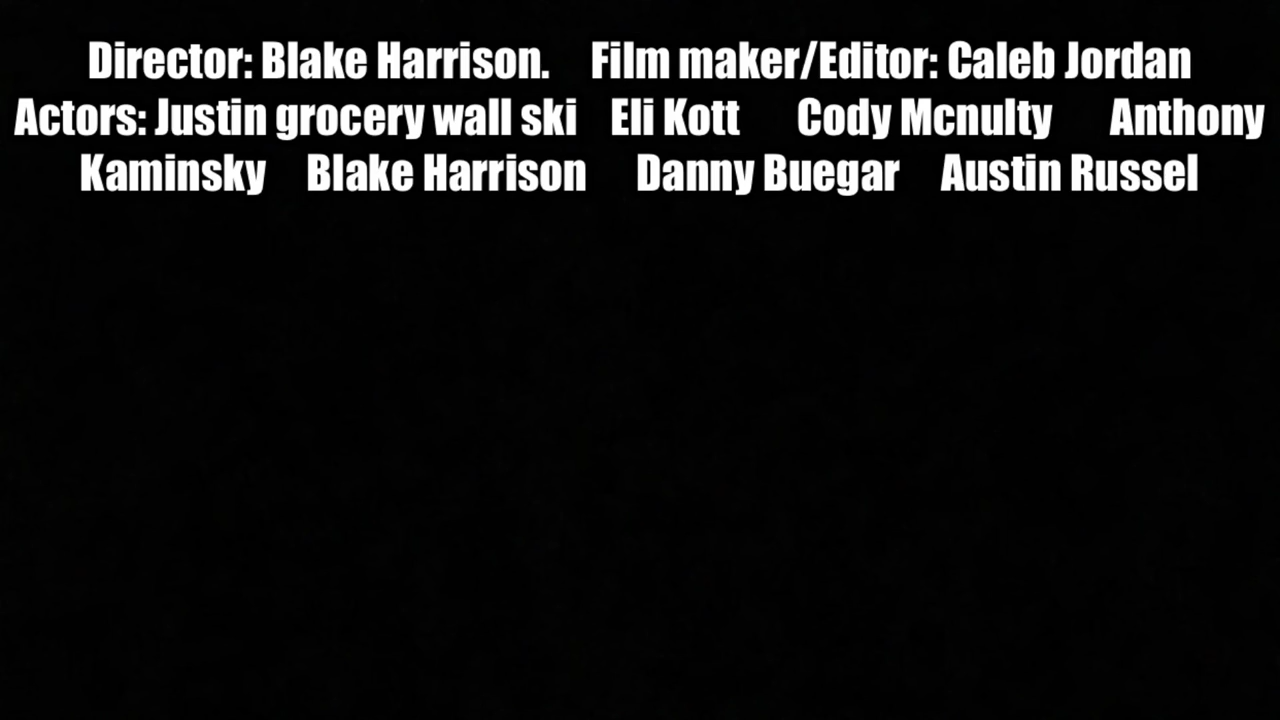 Director: Blake Harrison. Film maker/Editor: Caleb Jordan
Actors: Justin grocery wall ski Eli Kott Cody Mcnulty Anthony
Kaminsky Blake Harrison Danny Buegar Austin Russel